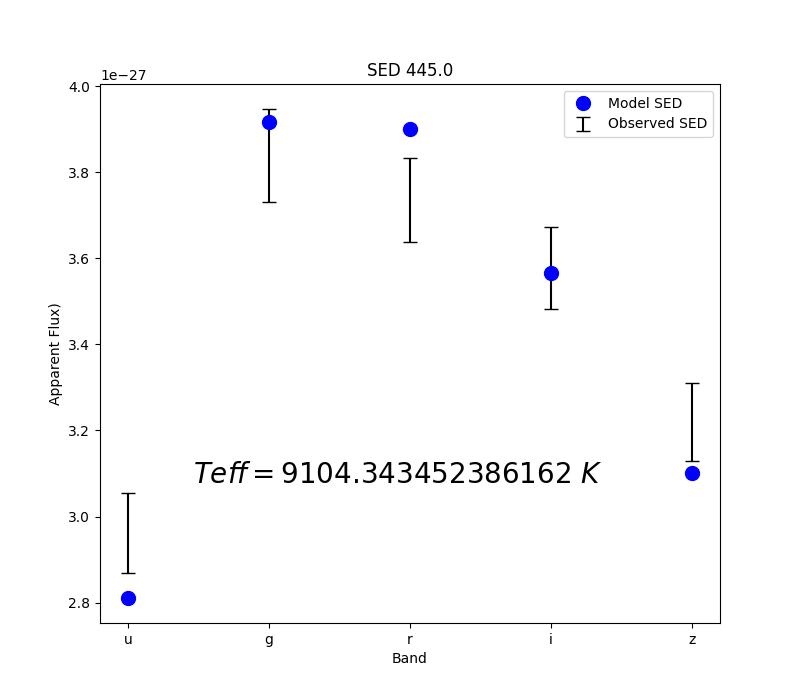 SED 445.0
1e−27
4.0
3.8
3.6
3.4
3.2
3.0
2.8
Apparent Flux)
Model SED
Observed SED
Teff = 9104.343452386162 K
u g r i z
Band